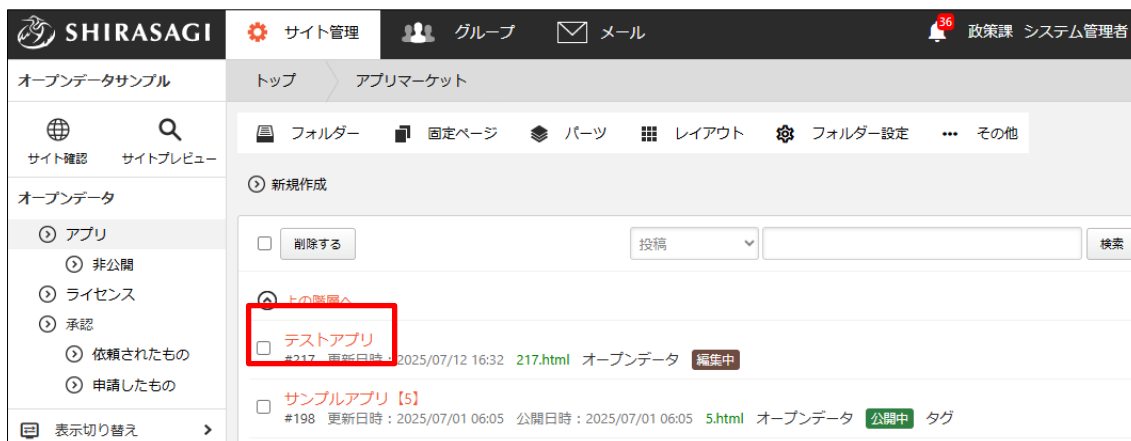 SHIRASAGI サイト管理 グループ メール 36 政策課 システム管理者
オープンデータサンプル トップ アプリマーケット
フォルダー 固定ページ パーツ レイアウト フォルダー設定 ••• その他
サイト確認 サイトプレビュー
新規作成
オープンデータ
アプリ
削除する 投稿 検索
非公開
ライセンス
上の階層へ
承認
テストアプリ
依頼されたもの
#217 更新日時：2025/07/12 16:32 217.html オープンデータ 編集中
申請したもの
サンプルアプリ【5】
#198 更新日時：2025/07/01 06:05 公開日時：2025/07/01 06:05 5.html オープンデータ 公開中 タグ
表示切り替え